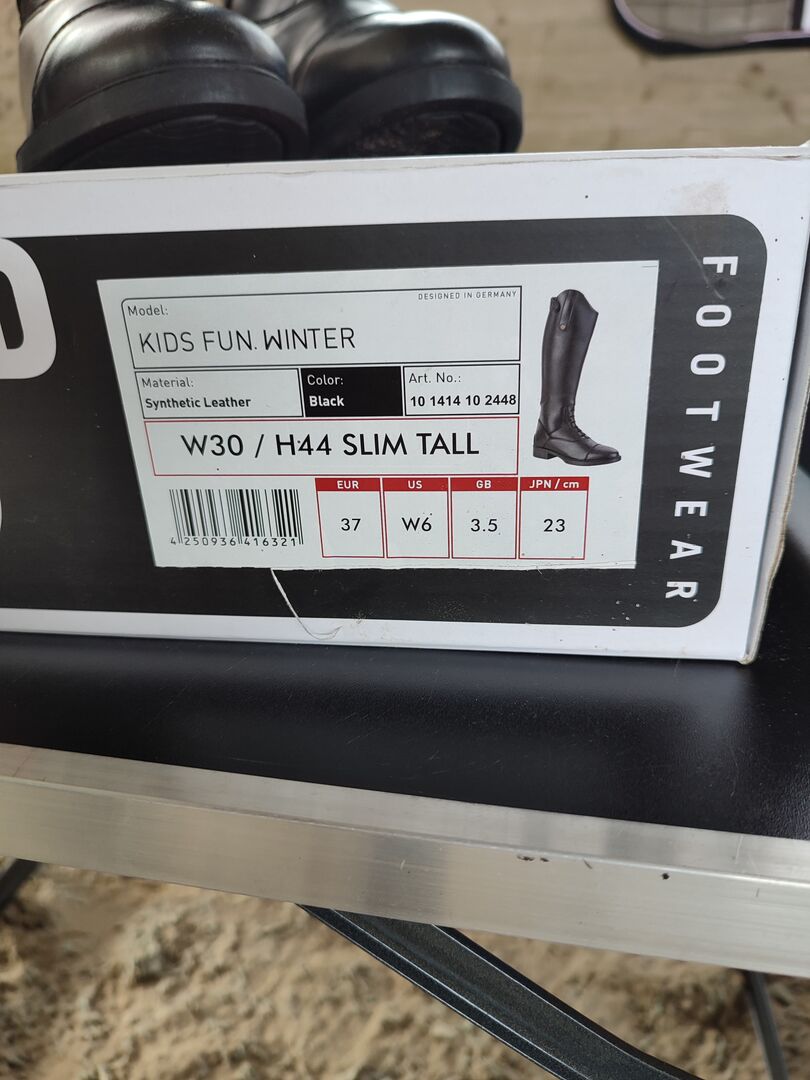 DESIGNED IN GERMANY
Model:
KIDS FUN. WINTER
Material:
Synthetic Leather
Color:
Black
Art. No.:
10 1414 10 2448
W30 / H44 SLIM TALL
4 250936 416321
EUR
37
US
W6
GB
3.5
JPN / cm
23
FOOTWEAR